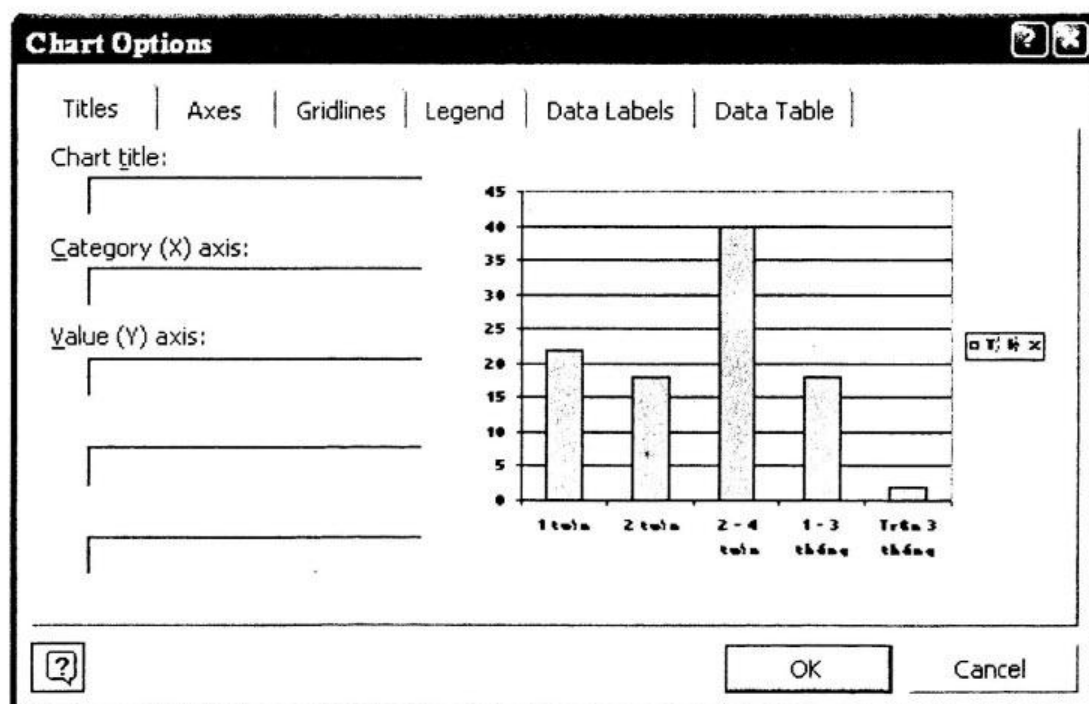 Chart Options
Titles Axes Gridlines Legend Data Labels Data Table
Chart title:
Category (X) axis:
Value (Y) axis:
45
40
35
30
25
20
15
10
5
0
1 tuần 2 tuần 2 - 4 tuần 1 - 3 tháng Trên 3 tháng
OK Cancel